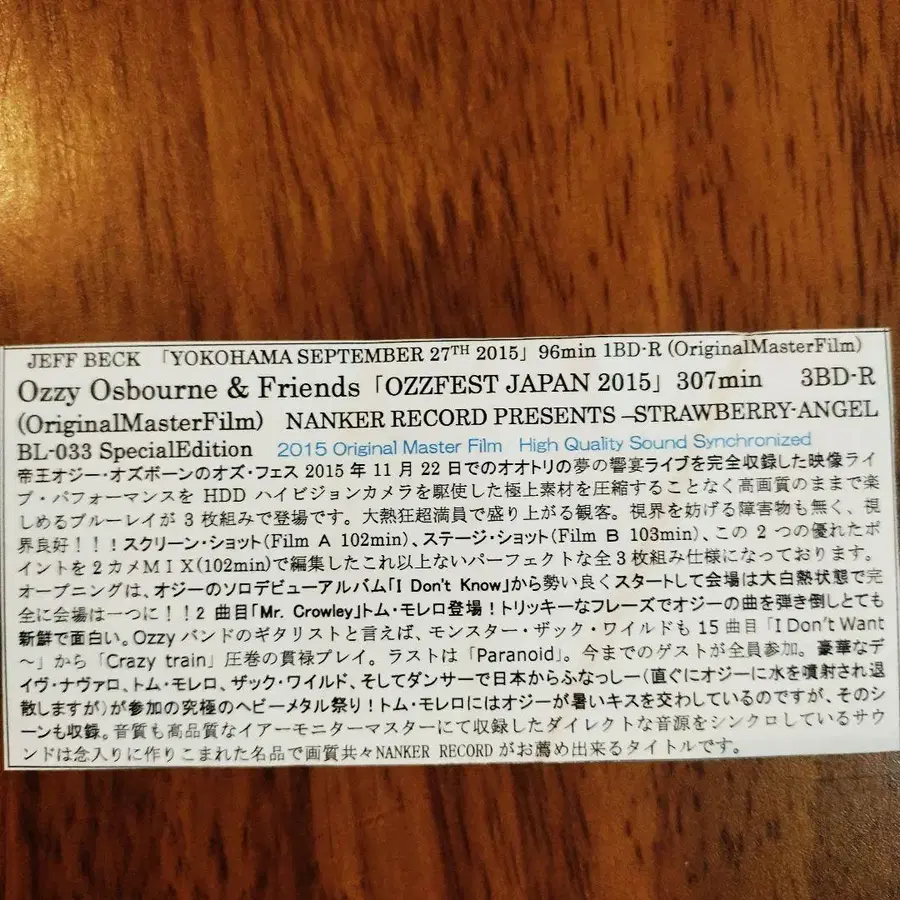 JEFF BECK 「YOKOHAMA SEPTEMBER 27TH 2015」 96min 1BD-R (OriginalMasterFilm)
Ozzy Osbourne & Friends「OZZFEST JAPAN 2015」307min 3BD-R
(OriginalMasterFilm) NANKER RECORD PRESENTS –STRAWBERRY-ANGEL
BL-033 SpecialEdition 2015 Original Master Film High Quality Sound Synchronized
帝王オジー・オズボーンのオズ・フェス 2015 年 11 月 22 日でのオオトリの夢の響宴ライブを完全収録した映像ライ
ブ・パフォーマンスを HDD ハイビジョンカメラを駆使した極上素材を圧縮することなく高画質のままで楽
しめるブルーレイが 3 枚組みで登場です。大熱狂超満員で盛り上がる観客。視界を妨げる障害物も無く、視
界良好!!!スクリーン・ショット(Film A 102min)、ステージ・ショット(Film B 103min)、この 2 つの優れたポ
イントを2カメMIX(102min)で編集したこれ以上ないパーフェクトな全3枚組み仕様になっております。
オープニングは、オジーのソロデビューアルバム「I Don't Know」から勢い良くスタートして会場は大白熱状態で完
全に会場は一つに!!2 曲目「Mr. Crowley」トム・モレロ登場!トリッキーなフレーズでオジーの曲を弾き倒しとても
新鮮で面白い。Ozzy バンドのギタリストと言えば、モンスター・ザック・ワイルドも 15 曲目「I Don't Want
～」から「Crazy train」圧巻の貫禄プレイ。ラストは「Paranoid」。今までのゲストが全員参加。豪華なデ
イヴ・ナヴァロ、トム・モレロ、ザック・ワイルド、そしてダンサーで日本からふなっしー(直ぐにオジーに水を噴射され退
散しますが)が参加の究極のヘビーメタル祭り!トム・モレロにはオジーが暑いキスを交わしているのですが、そのシ
ーンも収録。音質も高品質なイアーモニターマスターにて収録したダイレクトな音源をシンクロしているサウ
ンドは念入りに作りこまれた名品で画質共々NANKER RECORD がお薦め出来るタイトルです。